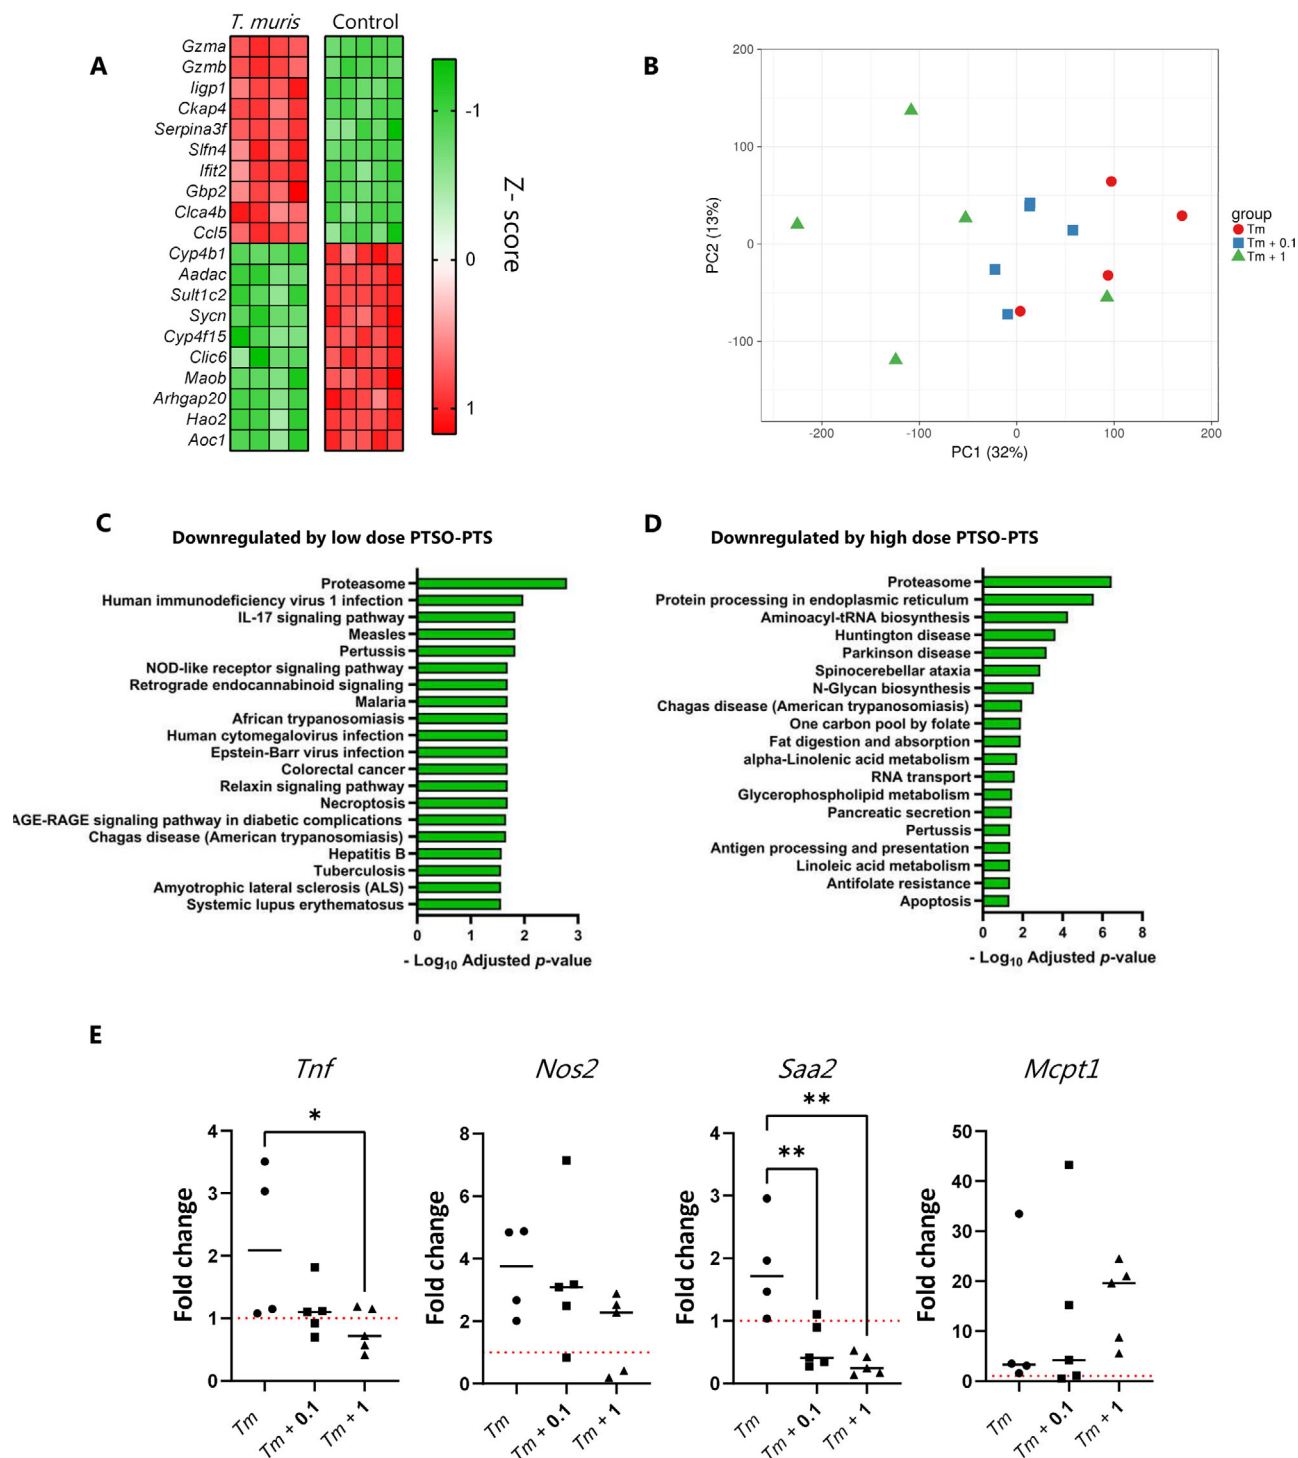 A
T. muris Control
Gzma
Gzmb
Iigp1
Ckap4
Serpina3f
Slfn4
Ifit2
Gbp2
Clca4b
Ccl5
Cyp4b1
Aadac
Sult1c2
Sycn
Cyp4f15
Clic6
Maob
Arhgap20
Hao2
Aoc1
-1
0
1
Z- score
B
200
100
0
-100
PC2 (13%)
-200 -100 0 100 200
PC1 (32%)
group
Tm
Tm + 0.1
Tm + 1
C
Downregulated by low dose PTSO-PTS
Proteasome
Human immunodeficiency virus 1 infection
IL-17 signaling pathway
Measles
Pertussis
NOD-like receptor signaling pathway
Retrograde endocannabinoid signaling
Malaria
African trypanosomiasis
Human cytomegalovirus infection
Epstein-Barr virus infection
Colorectal cancer
Relaxin signaling pathway
Necroptosis
AGE-RAGE signaling pathway in diabetic complications
Chagas disease (American trypanosomiasis)
Hepatitis B
Tuberculosis
Amyotrophic lateral sclerosis (ALS)
Systemic lupus erythematosus
0 1 2 3
- Log10 Adjusted p-value
D
Downregulated by high dose PTSO-PTS
Proteasome
Protein processing in endoplasmic reticulum
Aminoacyl-tRNA biosynthesis
Huntington disease
Parkinson disease
Spinocerebellar ataxia
N-Glycan biosynthesis
Chagas disease (American trypanosomiasis)
One carbon pool by folate
Fat digestion and absorption
alpha-Linolenic acid metabolism
RNA transport
Glycerophospholipid metabolism
Pancreatic secretion
Pertussis
Antigen processing and presentation
Linoleic acid metabolism
Antifolate resistance
Apoptosis
0 2 4 6 8
- Log10 Adjusted p-value
E
Tnf
*
4
3
2
1
0
Fold change
Tm
Tm + 0.1
Tm + 1
Nos2
8
6
4
2
0
Fold change
Tm
Tm + 0.1
Tm + 1
Saa2
**
**
4
3
2
1
0
Fold change
Tm
Tm + 0.1
Tm + 1
Mcpt1
50
40
30
20
10
0
Fold change
Tm
Tm + 0.1
Tm + 1